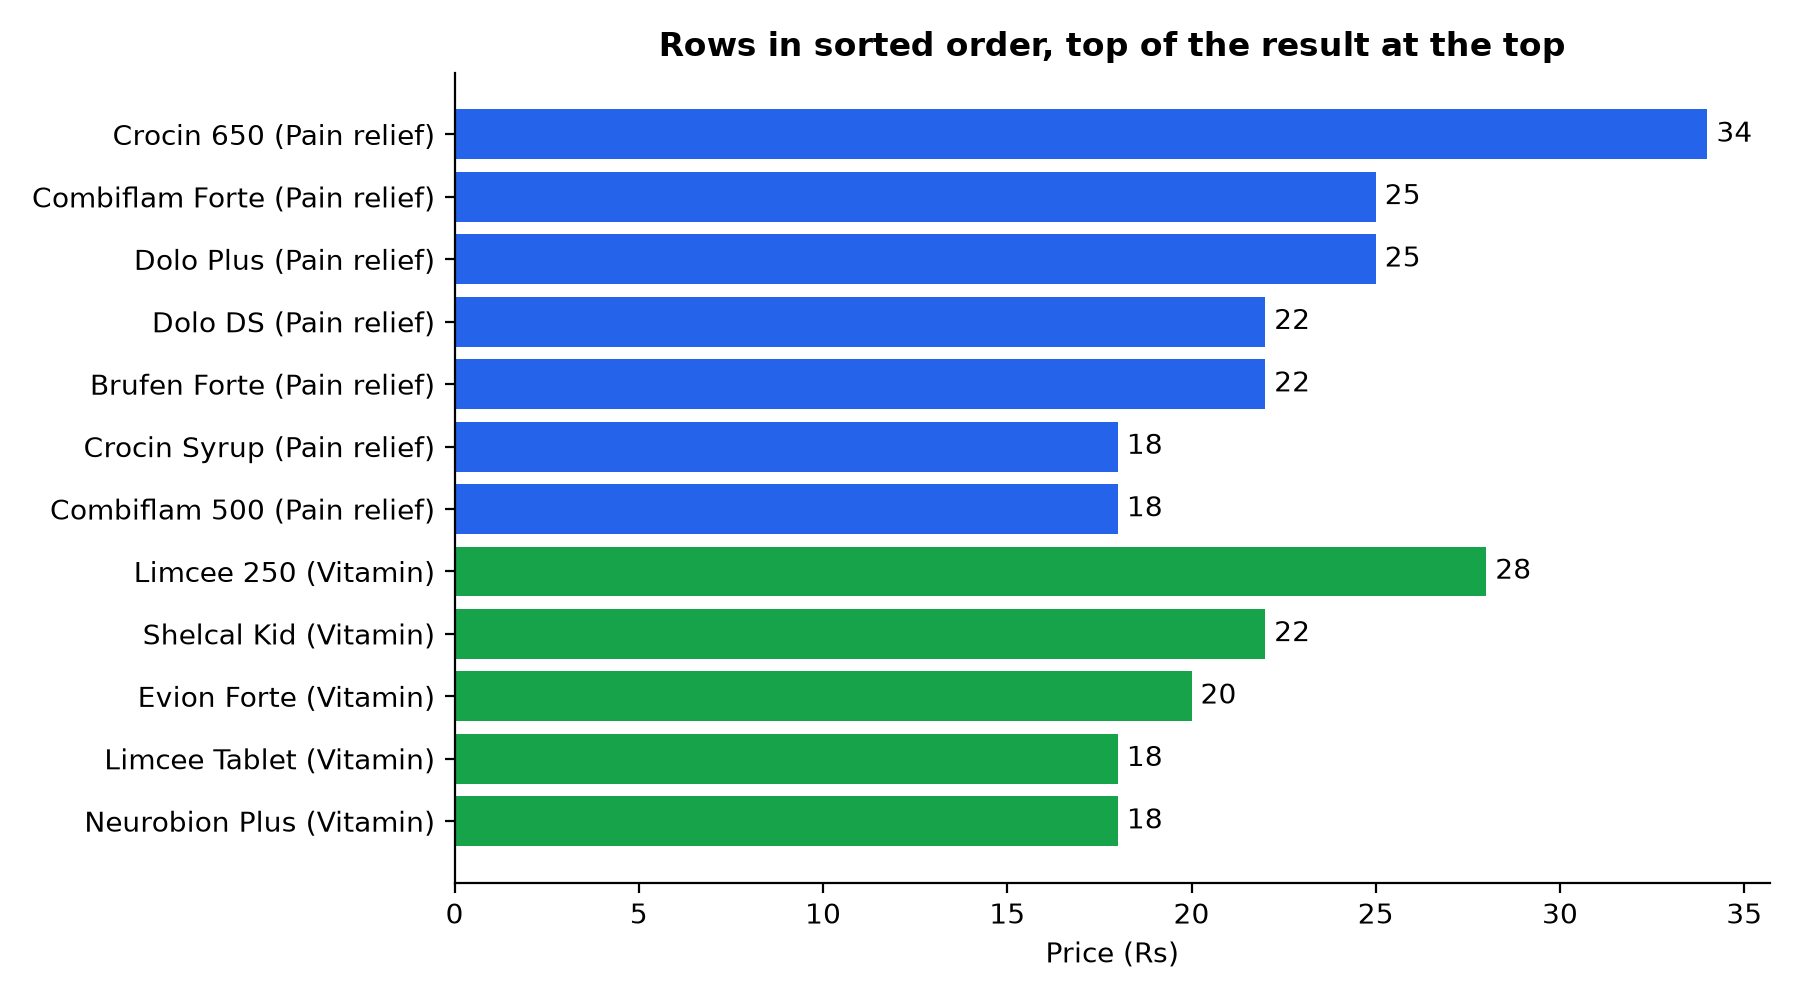 Rows in sorted order, top of the result at the top
Crocin 650 (Pain relief) 34
Combiflam Forte (Pain relief) 25
Dolo Plus (Pain relief) 25
Dolo DS (Pain relief) 22
Brufen Forte (Pain relief) 22
Crocin Syrup (Pain relief) 18
Combiflam 500 (Pain relief) 18
Limcee 250 (Vitamin) 28
Shelcal Kid (Vitamin) 22
Evion Forte (Vitamin) 20
Limcee Tablet (Vitamin) 18
Neurobion Plus (Vitamin) 18
0 5 10 15 20 25 30 35
Price (Rs)